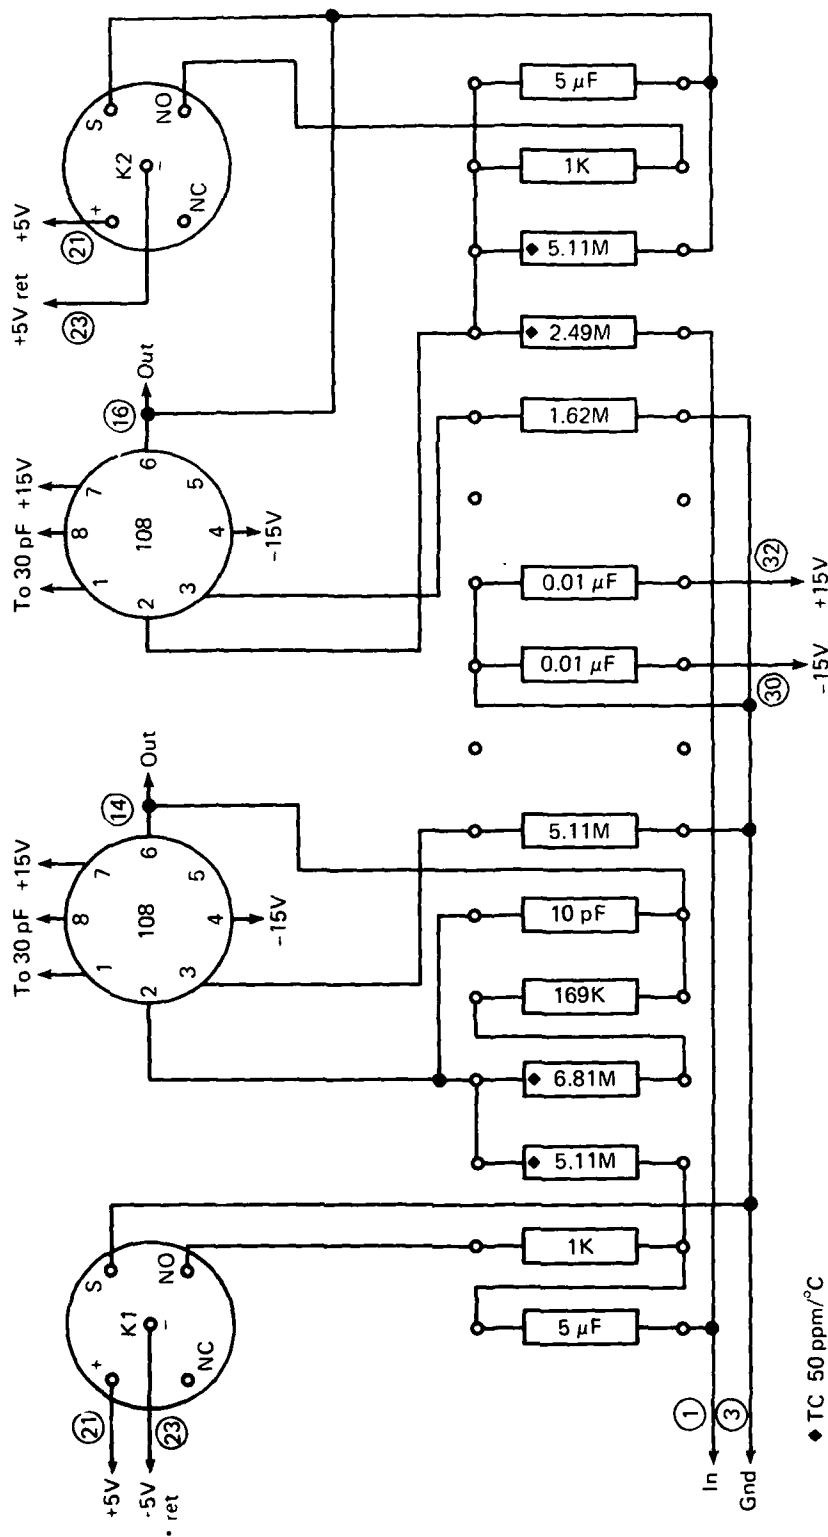 +5V ret
+5V
23
21
+
S
K2
–
NC
NO
To 30 pF
+15V
1
8
7
2
108
6
16
Out
3
4
5
–15V
5 µF
1K
◆ 5.11M
◆ 2.49M
1.62M
0.01 µF
0.01 µF
32
+15V
30
–15V
To 30 pF
+15V
1
8
7
2
108
6
14
Out
3
4
5
–15V
5.11M
10 pF
169K
◆ 6.81M
◆ 5.11M
1K
5 µF
+5V
21
-5V
ret
23
+
S
K1
–
NC
NO
In
1
Gnd
3
◆ TC 50 ppm/°C